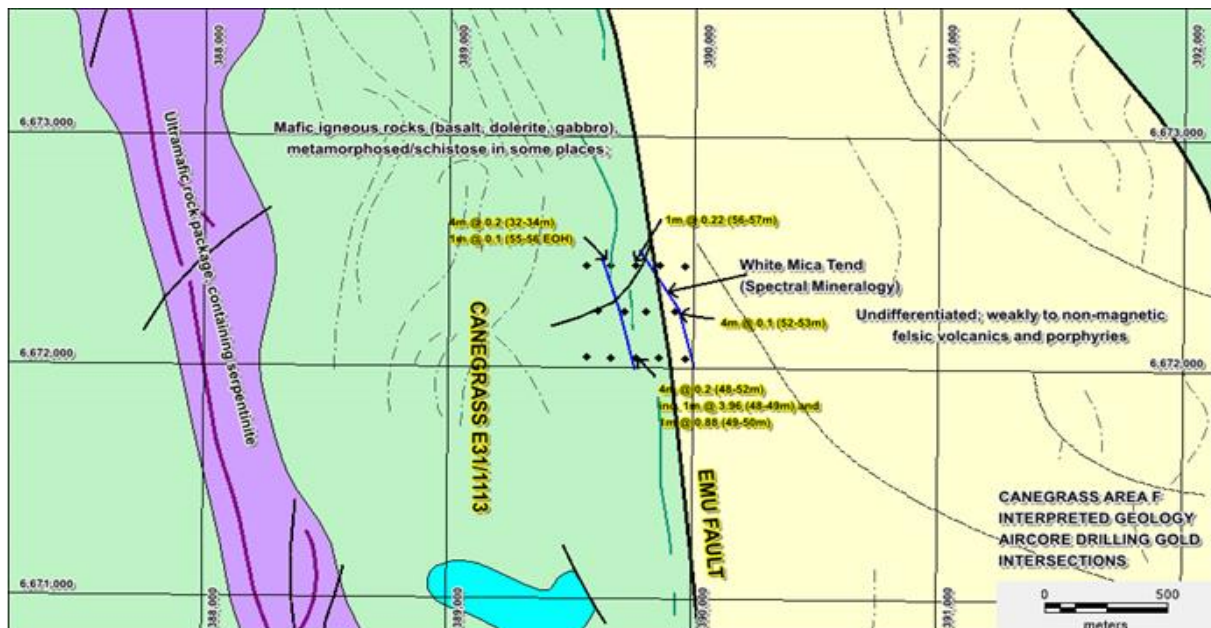 388,000
389,000
390,000
391,000
392,000
6,673,000
6,673,000
Mafic igneous rocks (basalt, dolerite, gabbro),
metamorphosed/schistose in some places;
Ultramafic rock package, containing serpentinite
4m @ 0.2 (32-34m)
1m @ 0.1 (55-56 EOH)
1m @ 0.22 (56-57m)
White Mica Tend
(Spectral Mineralogy)
4m @ 0.1 (52-53m)
Undifferentiated; weakly to non-magnetic
felsic volcanics and porphyries
6,672,000
6,672,000
4m @ 0.2 (48-52m)
inc. 1m @ 3.96 (48-49m) and
1m @ 0.88 (49-50m)
CANEGRASS E31/1113
EMU FAULT
CANEGRASS AREA F
INTERPRETED GEOLOGY
AIRCORE DRILLING GOLD
INTERSECTIONS
6,671,000
388,000
389,000
390,000
391,000
0 500
meters